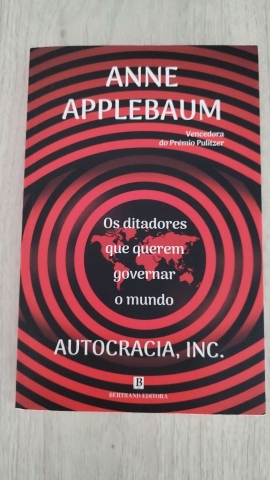 ANNE
APPLEBAUM
Vencedora
do Prémio Pulitzer
Os ditadores
que querem
governar
o mundo
AUTOCRACIA, INC.
B
BERTRAND EDITORA